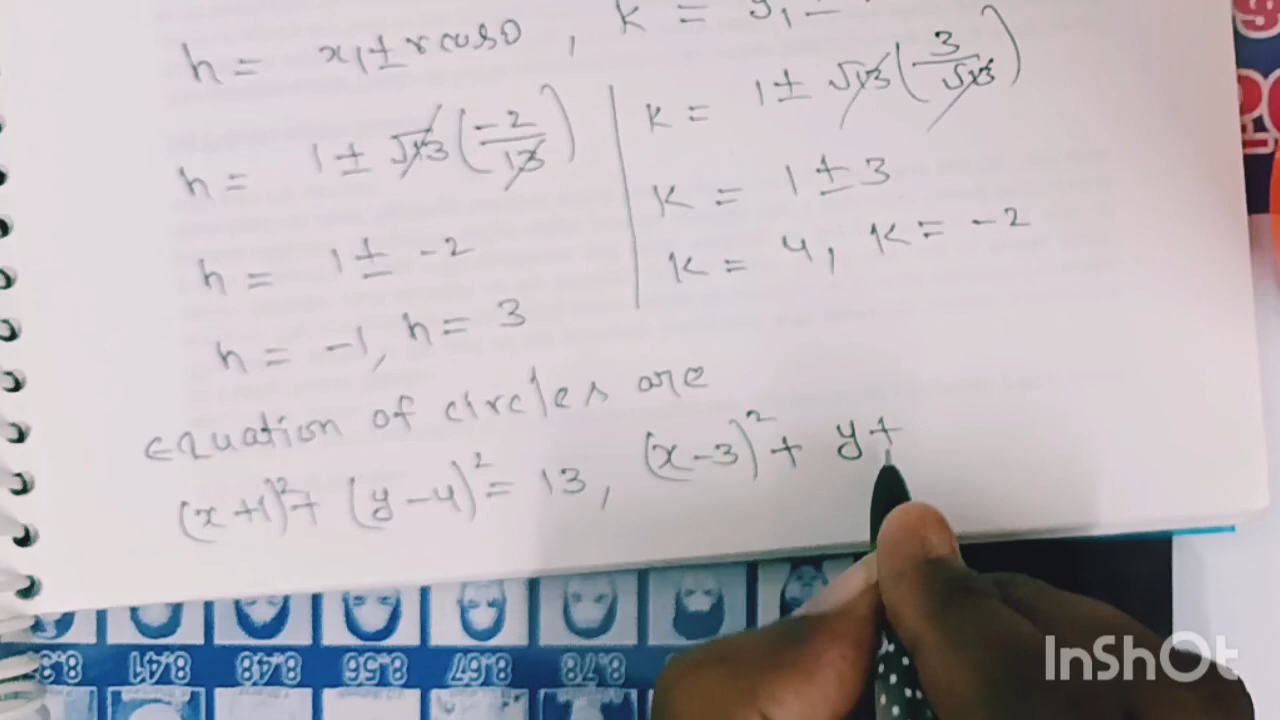 h = x₁ ± r cosθ , k = y₁ ±
h = 1 ± √13 (-2/13)
h = 1 ± -2
h = -1, h = 3
k = 1 ± √13 (3/√13)
k = 1 ± 3
k = 4, k = -2
Equation of circles are
(x+1)² + (y-4)² = 13, (x-3)² + y+
8.3 8.41 8.48 8.56 8.67 8.78
InShOt